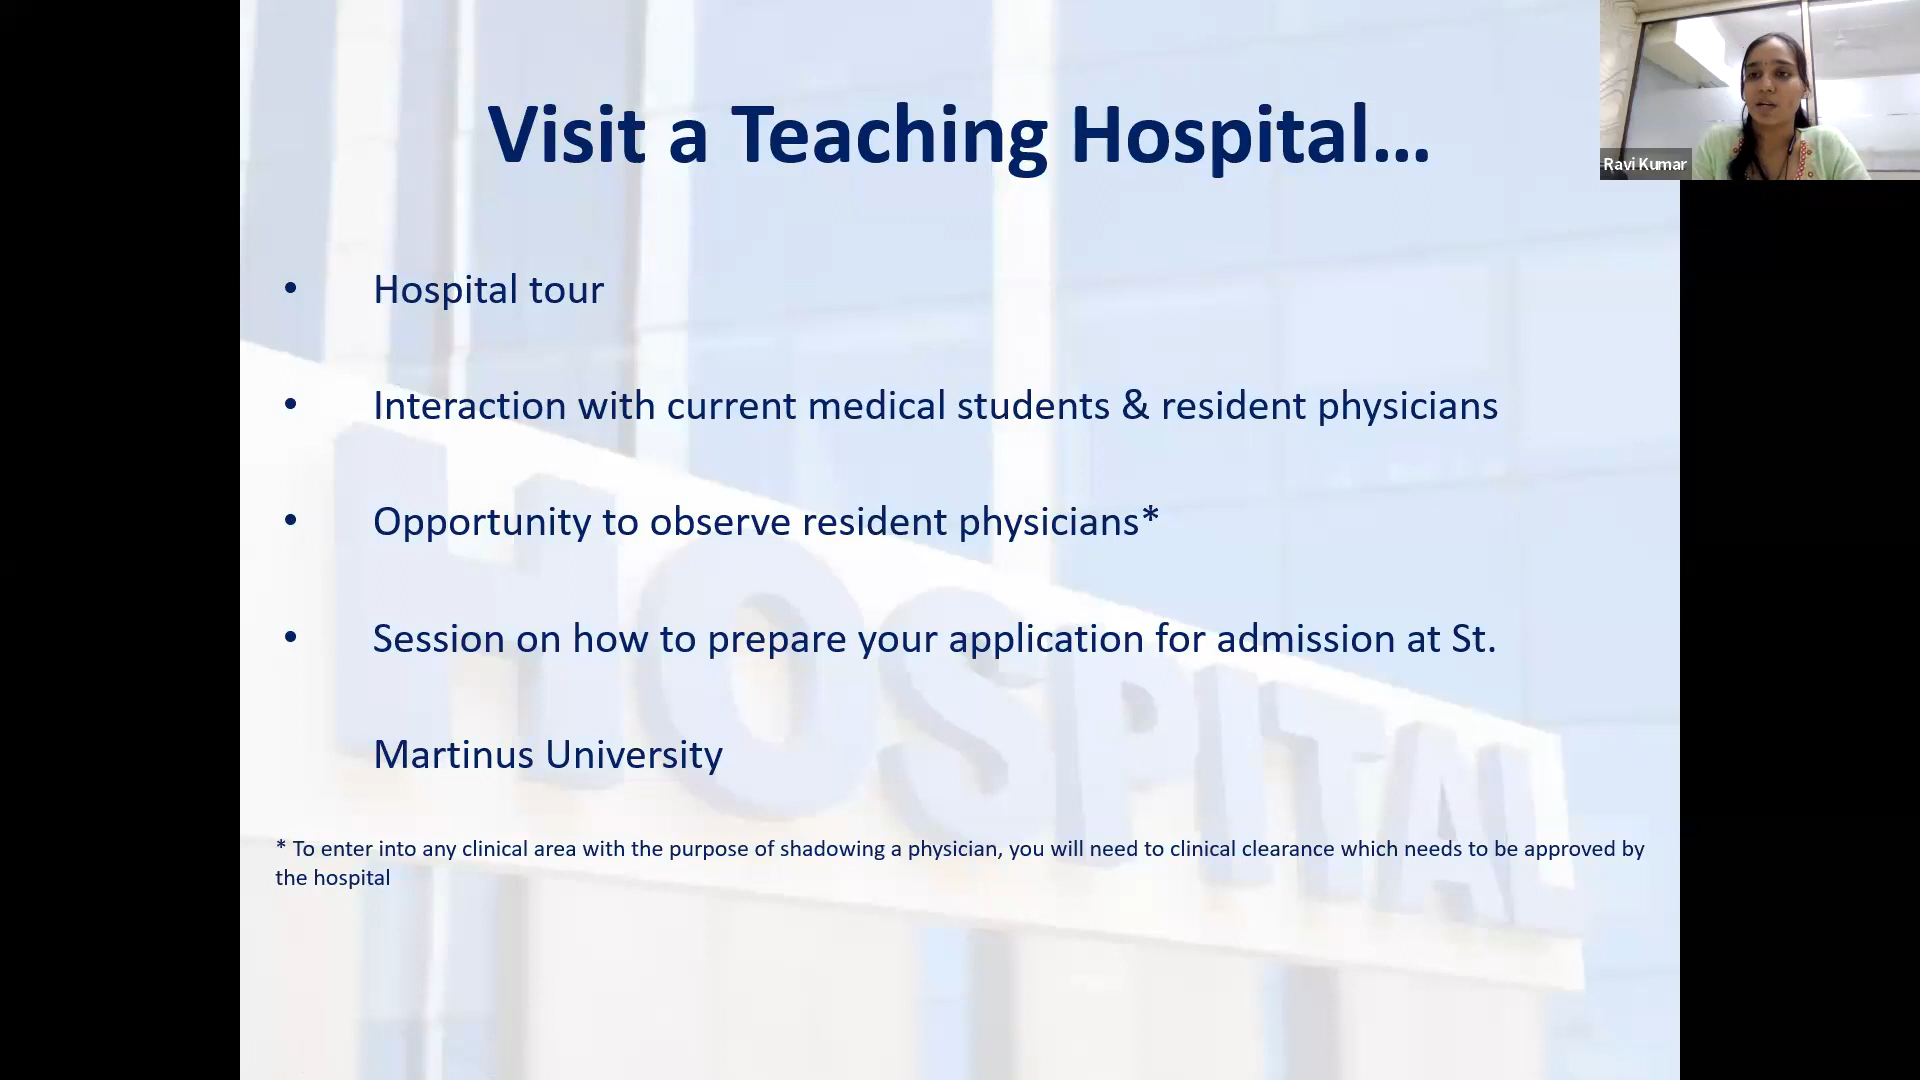 Visit a Teaching Hospital...
Ravi Kumar
• Hospital tour
• Interaction with current medical students & resident physicians
• Opportunity to observe resident physicians*
• Session on how to prepare your application for admission at St.
Martinus University
* To enter into any clinical area with the purpose of shadowing a physician, you will need to clinical clearance which needs to be approved by
the hospital
HOSPITAL